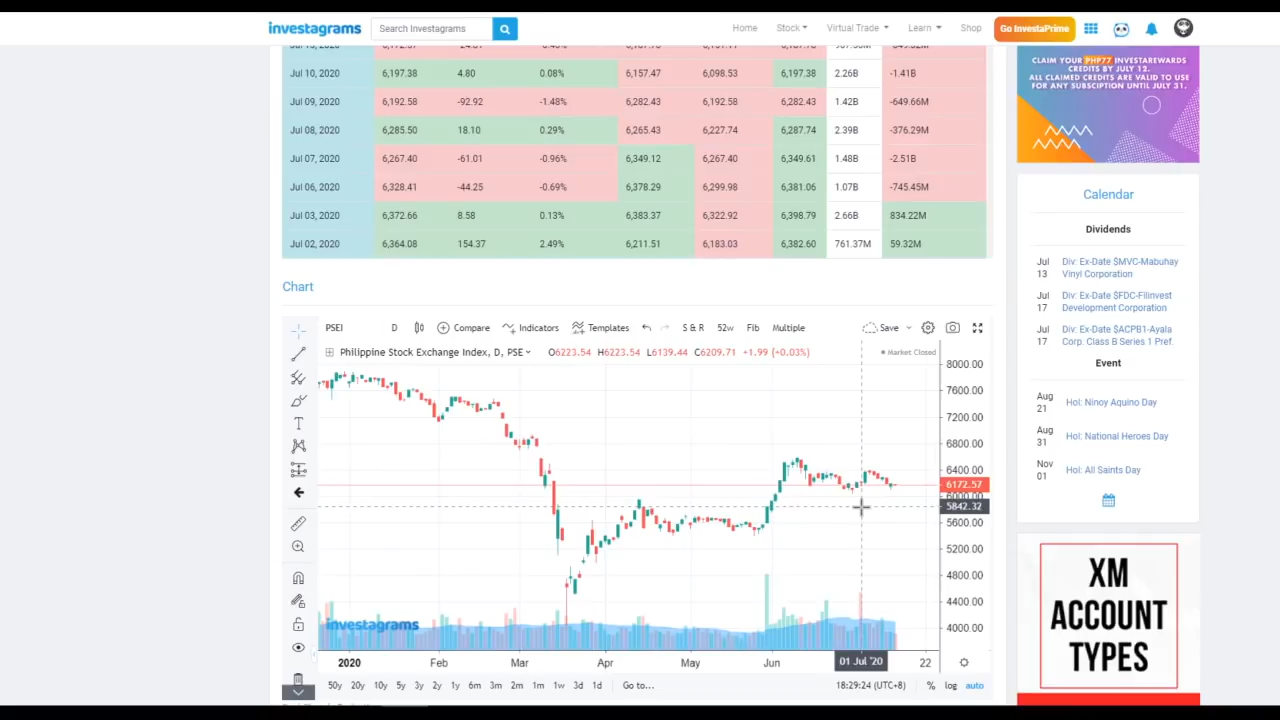 investagrams Search Investagrams Home Stock Virtual Trade Learn Shop Go InvestaPrime
Jul 10, 2020 6,197.38 4.80 0.08% 6,157.47 6,098.53 6,197.38 2.26B -1.41B
Jul 09, 2020 6,192.58 -92.92 -1.48% 6,282.43 6,192.58 6,282.43 1.42B -649.66M
Jul 08, 2020 6,285.50 18.10 0.29% 6,265.43 6,227.74 6,287.74 2.39B -376.29M
Jul 07, 2020 6,267.40 -61.01 -0.96% 6,349.12 6,267.40 6,349.61 1.48B -2.51B
Jul 06, 2020 6,328.41 -44.25 -0.69% 6,378.29 6,299.98 6,381.06 1.07B -745.45M
Jul 03, 2020 6,372.66 8.58 0.13% 6,383.37 6,322.92 6,398.79 2.66B 834.22M
Jul 02, 2020 6,364.08 154.37 2.49% 6,211.51 6,183.03 6,382.60 761.37M 59.32M
Chart
PSEI D Compare Indicators Templates S & R 52w Fib Multiple Save
Philippine Stock Exchange Index, D, PSE O6223.54 H6223.54 L6139.44 C6209.71 +1.99 (+0.03%) Market Closed
8000.00
7600.00
7200.00
6800.00
6400.00
6172.57
6000.00
5842.32
5600.00
5200.00
4800.00
4400.00
4000.00
investagrams
2020 Feb Mar Apr May Jun 01 Jul '20 22
50y 20y 10y 5y 3y 2y 1y 6m 3m 2m 1m 1w 3d 1d Go to... 18:29:24 (UTC+8) % log auto
CLAIM YOUR PHP77 INVESTAREWARDS
CREDITS BY JULY 12.
ALL CLAIMED CREDITS ARE VALID TO USE
FOR ANY SUBSCIPTION UNTIL JULY 31.
Calendar
Dividends
Jul 13 Div: Ex-Date $MVC-Mabuhay
Vinyl Corporation
Jul 17 Div: Ex-Date $FDC-Filinvest
Development Corporation
Jul 17 Div: Ex-Date $ACPB1-Ayala
Corp. Class B Series 1 Pref.
Event
Aug 21 Hol: Ninoy Aquino Day
Aug 31 Hol: National Heroes Day
Nov 01 Hol: All Saints Day
XM
ACCOUNT
TYPES